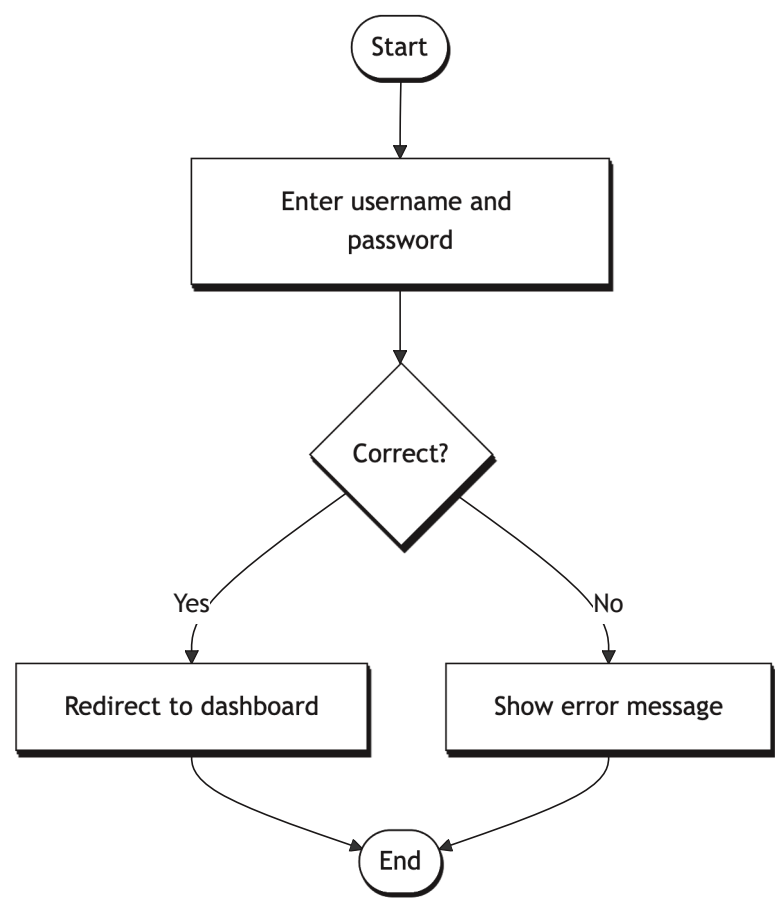 Start
Enter username and
password
Correct?
Yes
No
Redirect to dashboard
Show error message
End